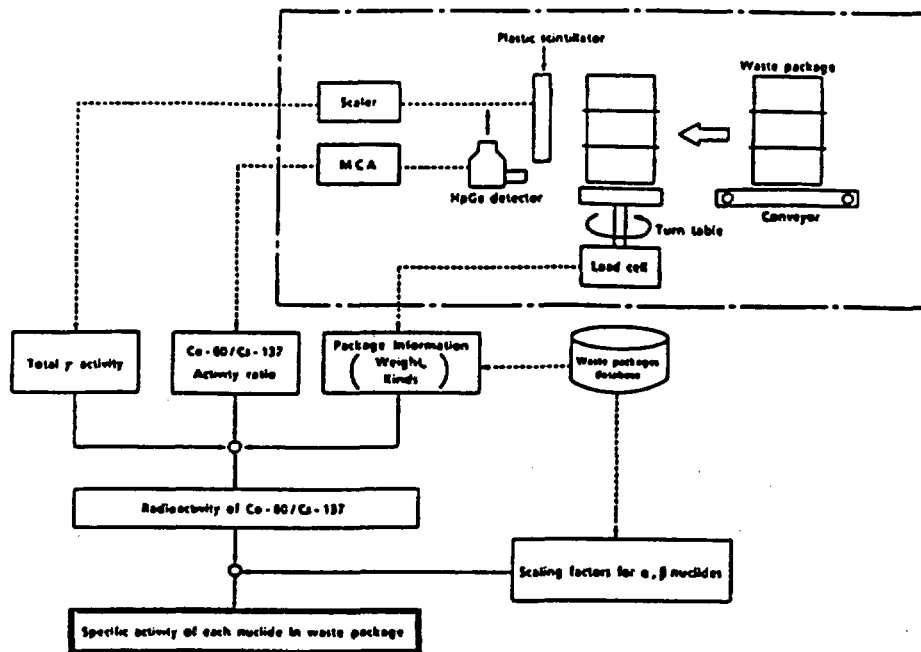 Plastic scintillator
Waste package
Scaler
MCA
HpGe detector
Conveyor
Turn table
Load cell
Total γ activity
Co-60/Cs-137
Activity ratio
Package Information
( Weight,
Kinds )
Waste packages
database
Radioactivity of Co-60/Cs-137
Scaling factors for α, β nuclides
Specific activity of each nuclide in waste package